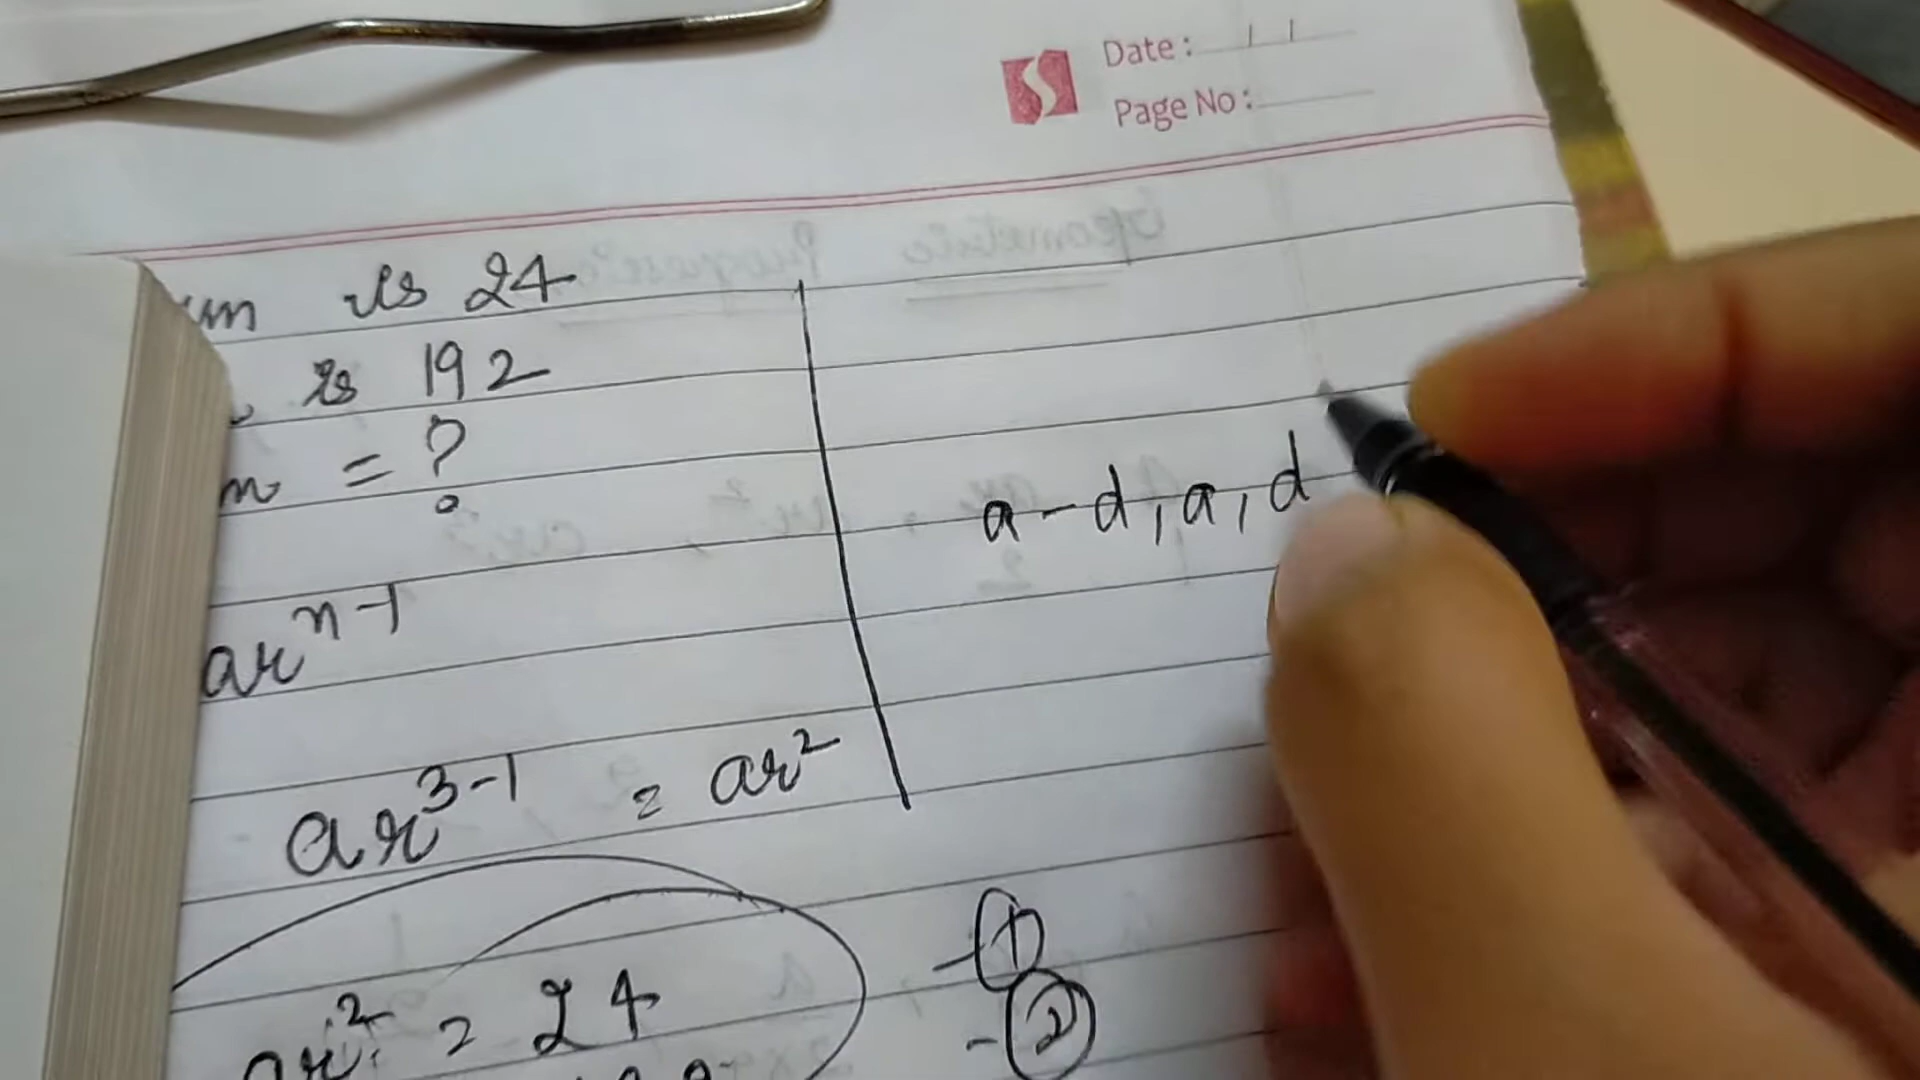 Date :
Page No :
is 24
is 192
= ?
ar^n-1
a - d, a, d
ar^3-1 = ar^2
ar^2 = 24
- ①
- ②